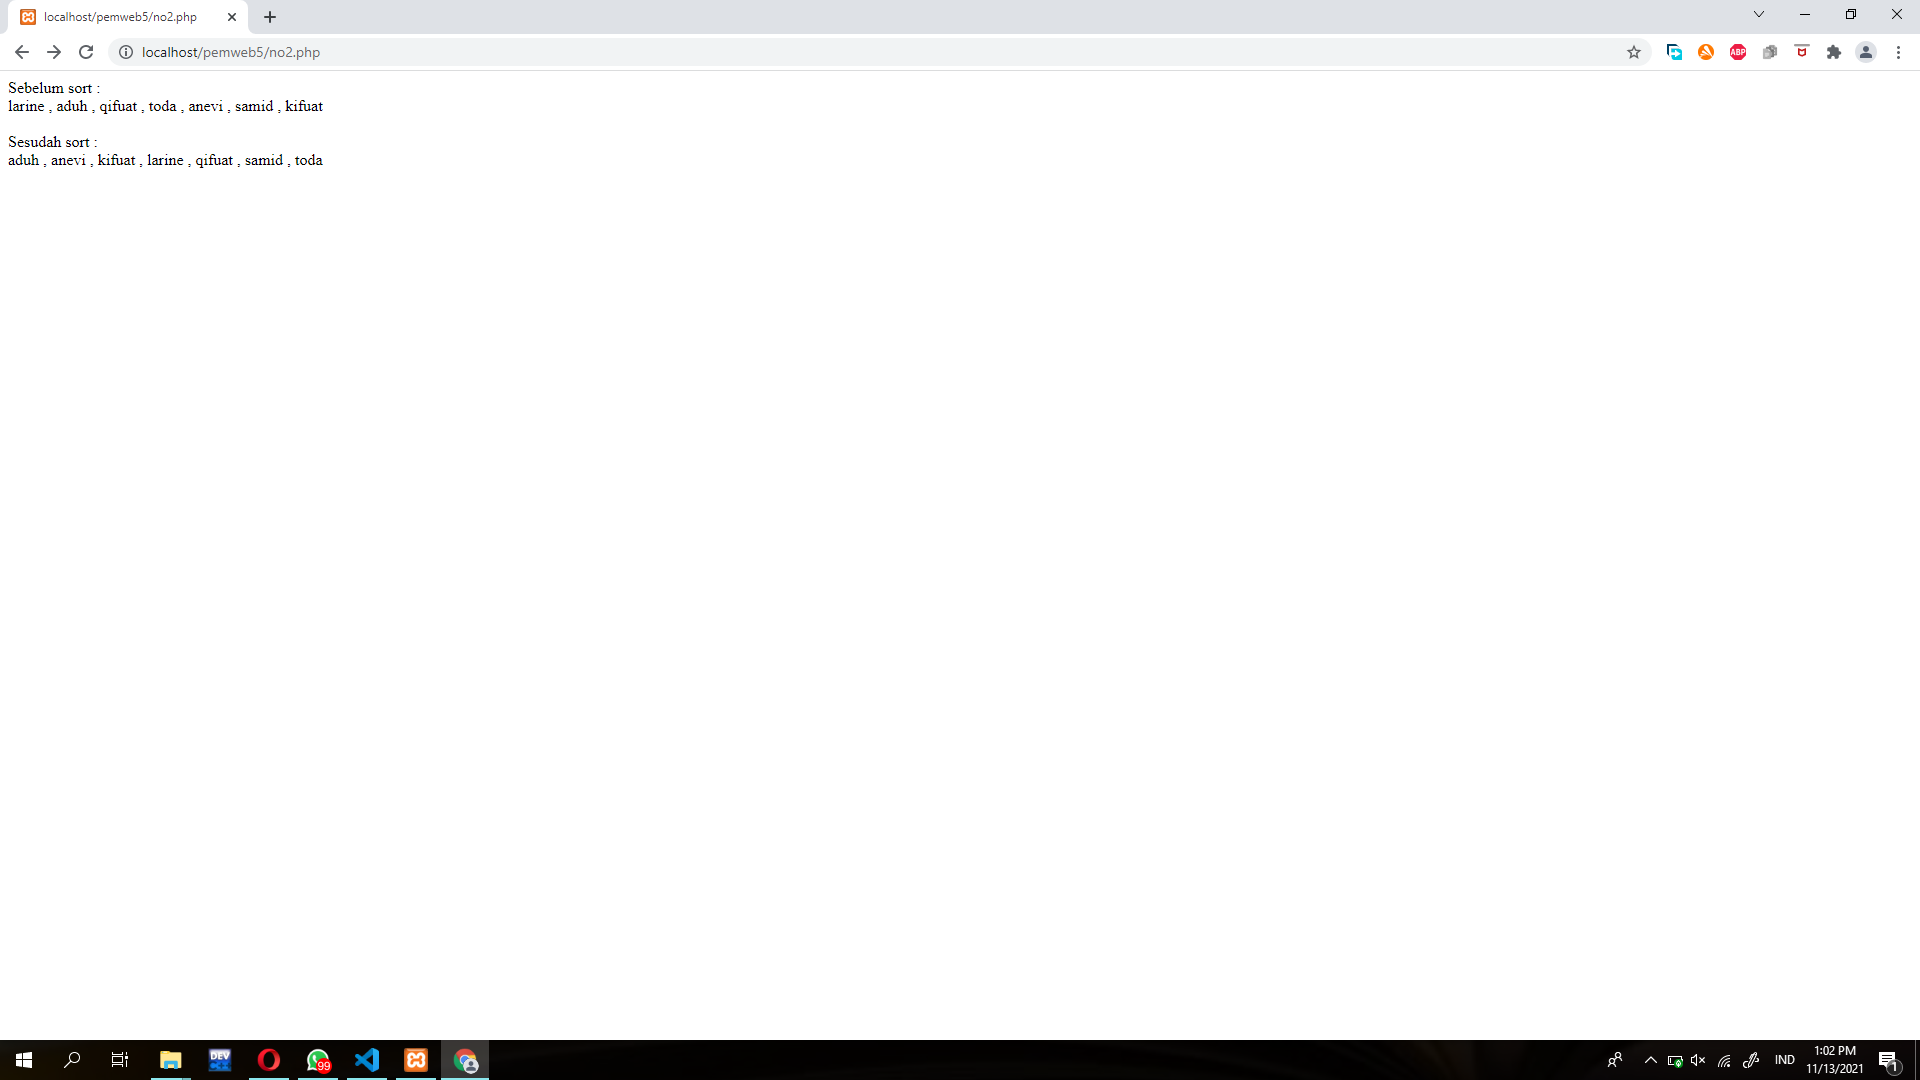 localhost/pemweb5/no2.php
localhost/pemweb5/no2.php
ABP
Sebelum sort :
larine , aduh , qifuat , toda , anevi , samid , kifuat
Sesudah sort :
aduh , anevi , kifuat , larine , qifuat , samid , toda
DEV
99
IND
1:02 PM
11/13/2021
1